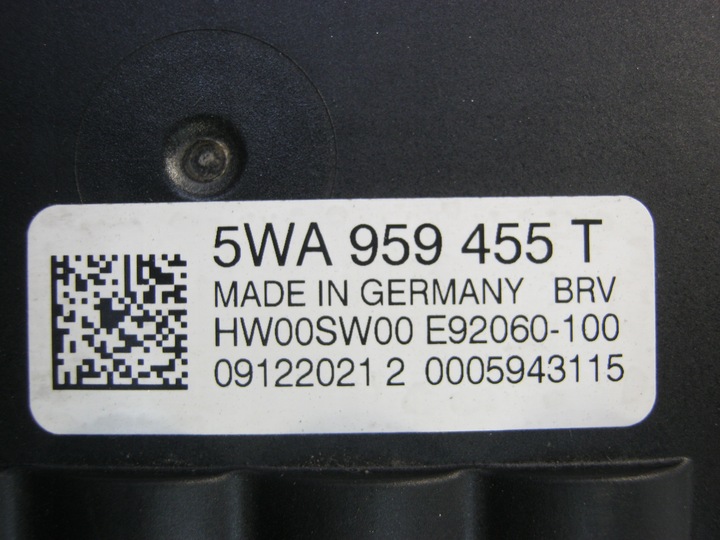 5WA 959 455 T
MADE IN GERMANY BRV
HW00SW00 E92060-100
09122021 2 0005943115